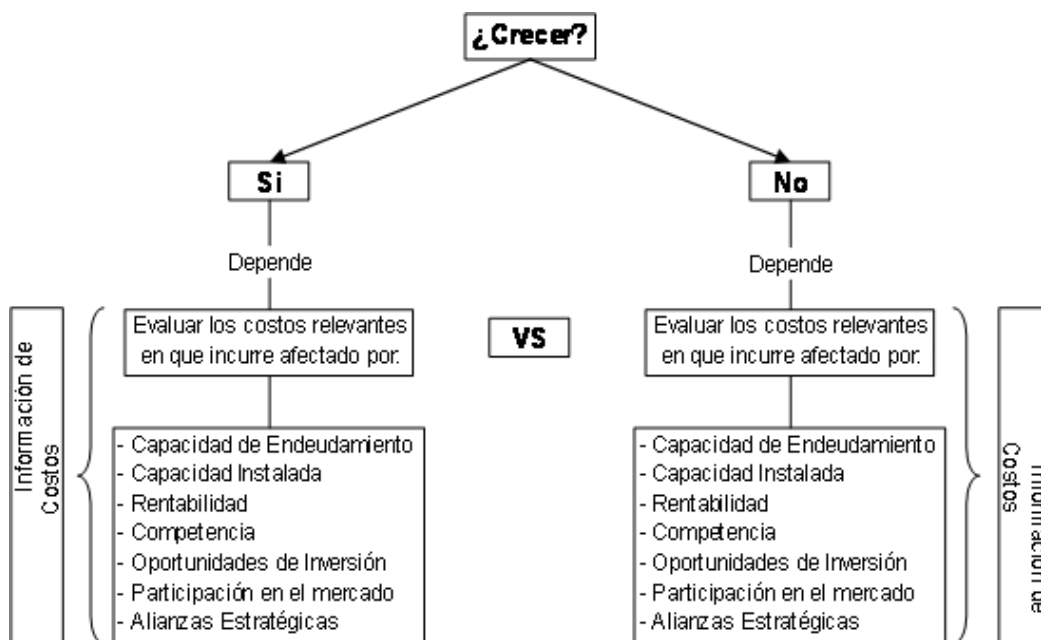 ¿Crecer?
Si
No
Depende
Depende
Evaluar los costos relevantes
en que incurre afectado por:
VS
Evaluar los costos relevantes
en que incurre afectado por:
Información de
Costos
- Capacidad de Endeudamiento
- Capacidad Instalada
- Rentabilidad
- Competencia
- Oportunidades de Inversión
- Participación en el mercado
- Alianzas Estratégicas
- Capacidad de Endeudamiento
- Capacidad Instalada
- Rentabilidad
- Competencia
- Oportunidades de Inversión
- Participación en el mercado
- Alianzas Estratégicas
Información de
Costos